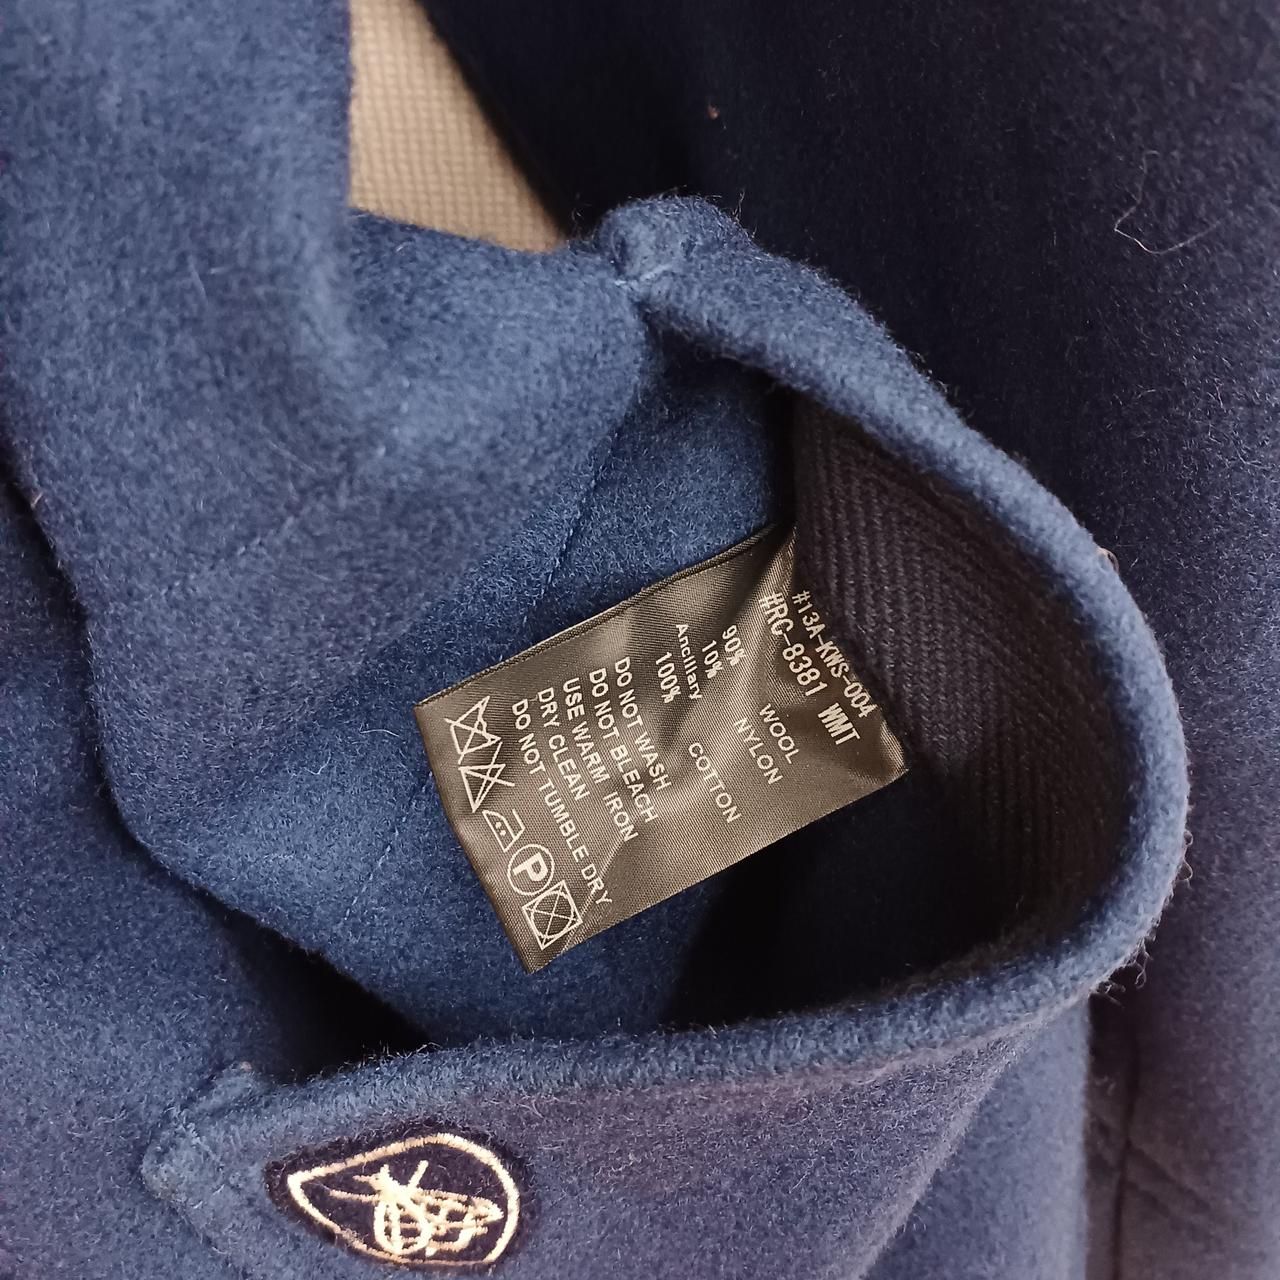 #13A-KWS-004
#RC-8381 WMT
90% WOOL
10% NYLON
Ancillary
100% COTTON
DO NOT WASH
DO NOT BLEACH
USE WARM IRON
DRY CLEAN
DO NOT TUMBLE DRY
P